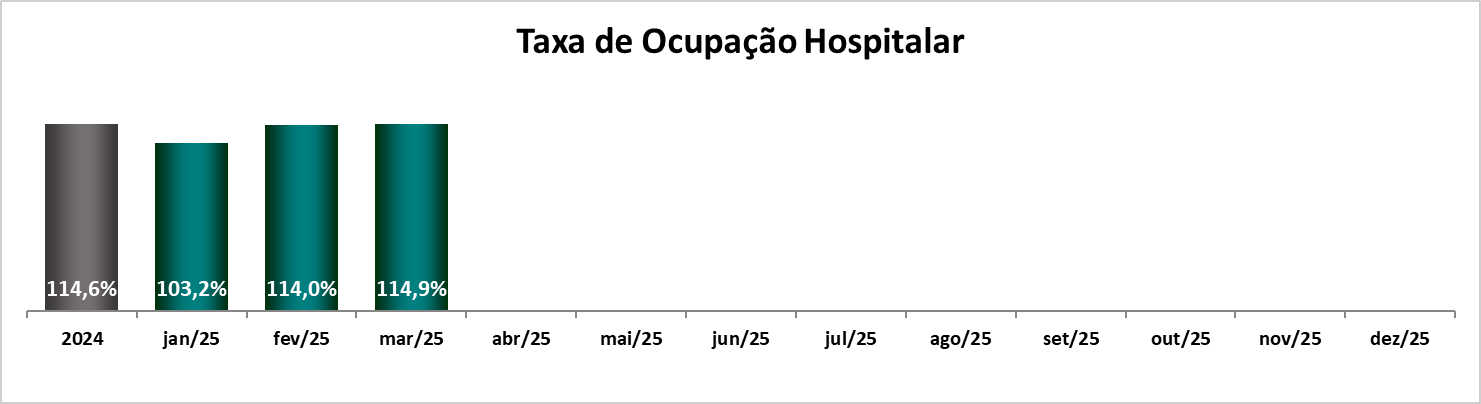 Taxa de Ocupação Hospitalar
114,6% 103,2% 114,0% 114,9%
2024 jan/25 fev/25 mar/25 abr/25 mai/25 jun/25 jul/25 ago/25 set/25 out/25 nov/25 dez/25